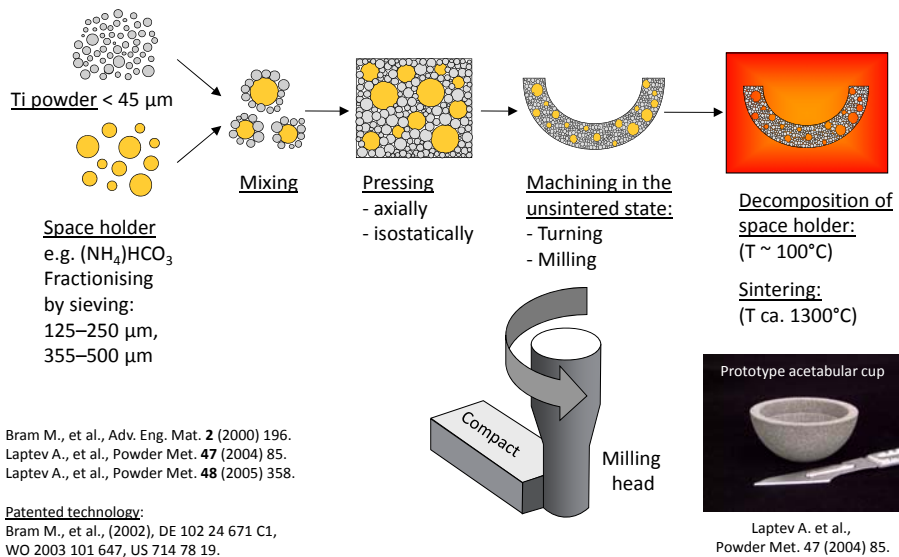 Ti powder < 45 µm
Space holder
e.g. (NH₄)HCO₃
Fractionising
by sieving:
125–250 µm,
355–500 µm
Mixing
Pressing
- axially
- isostatically
Machining in the
unsintered state:
- Turning
- Milling
Decomposition of
space holder:
(T ~ 100°C)
Sintering:
(T ca. 1300°C)
Compact
Milling
head
Prototype acetabular cup
Laptev A. et al.,
Powder Met. 47 (2004) 85.
Bram M., et al., Adv. Eng. Mat. 2 (2000) 196.
Laptev A., et al., Powder Met. 47 (2004) 85.
Laptev A., et al., Powder Met. 48 (2005) 358.
Patented technology:
Bram M., et al., (2002), DE 102 24 671 C1,
WO 2003 101 647, US 714 78 19.